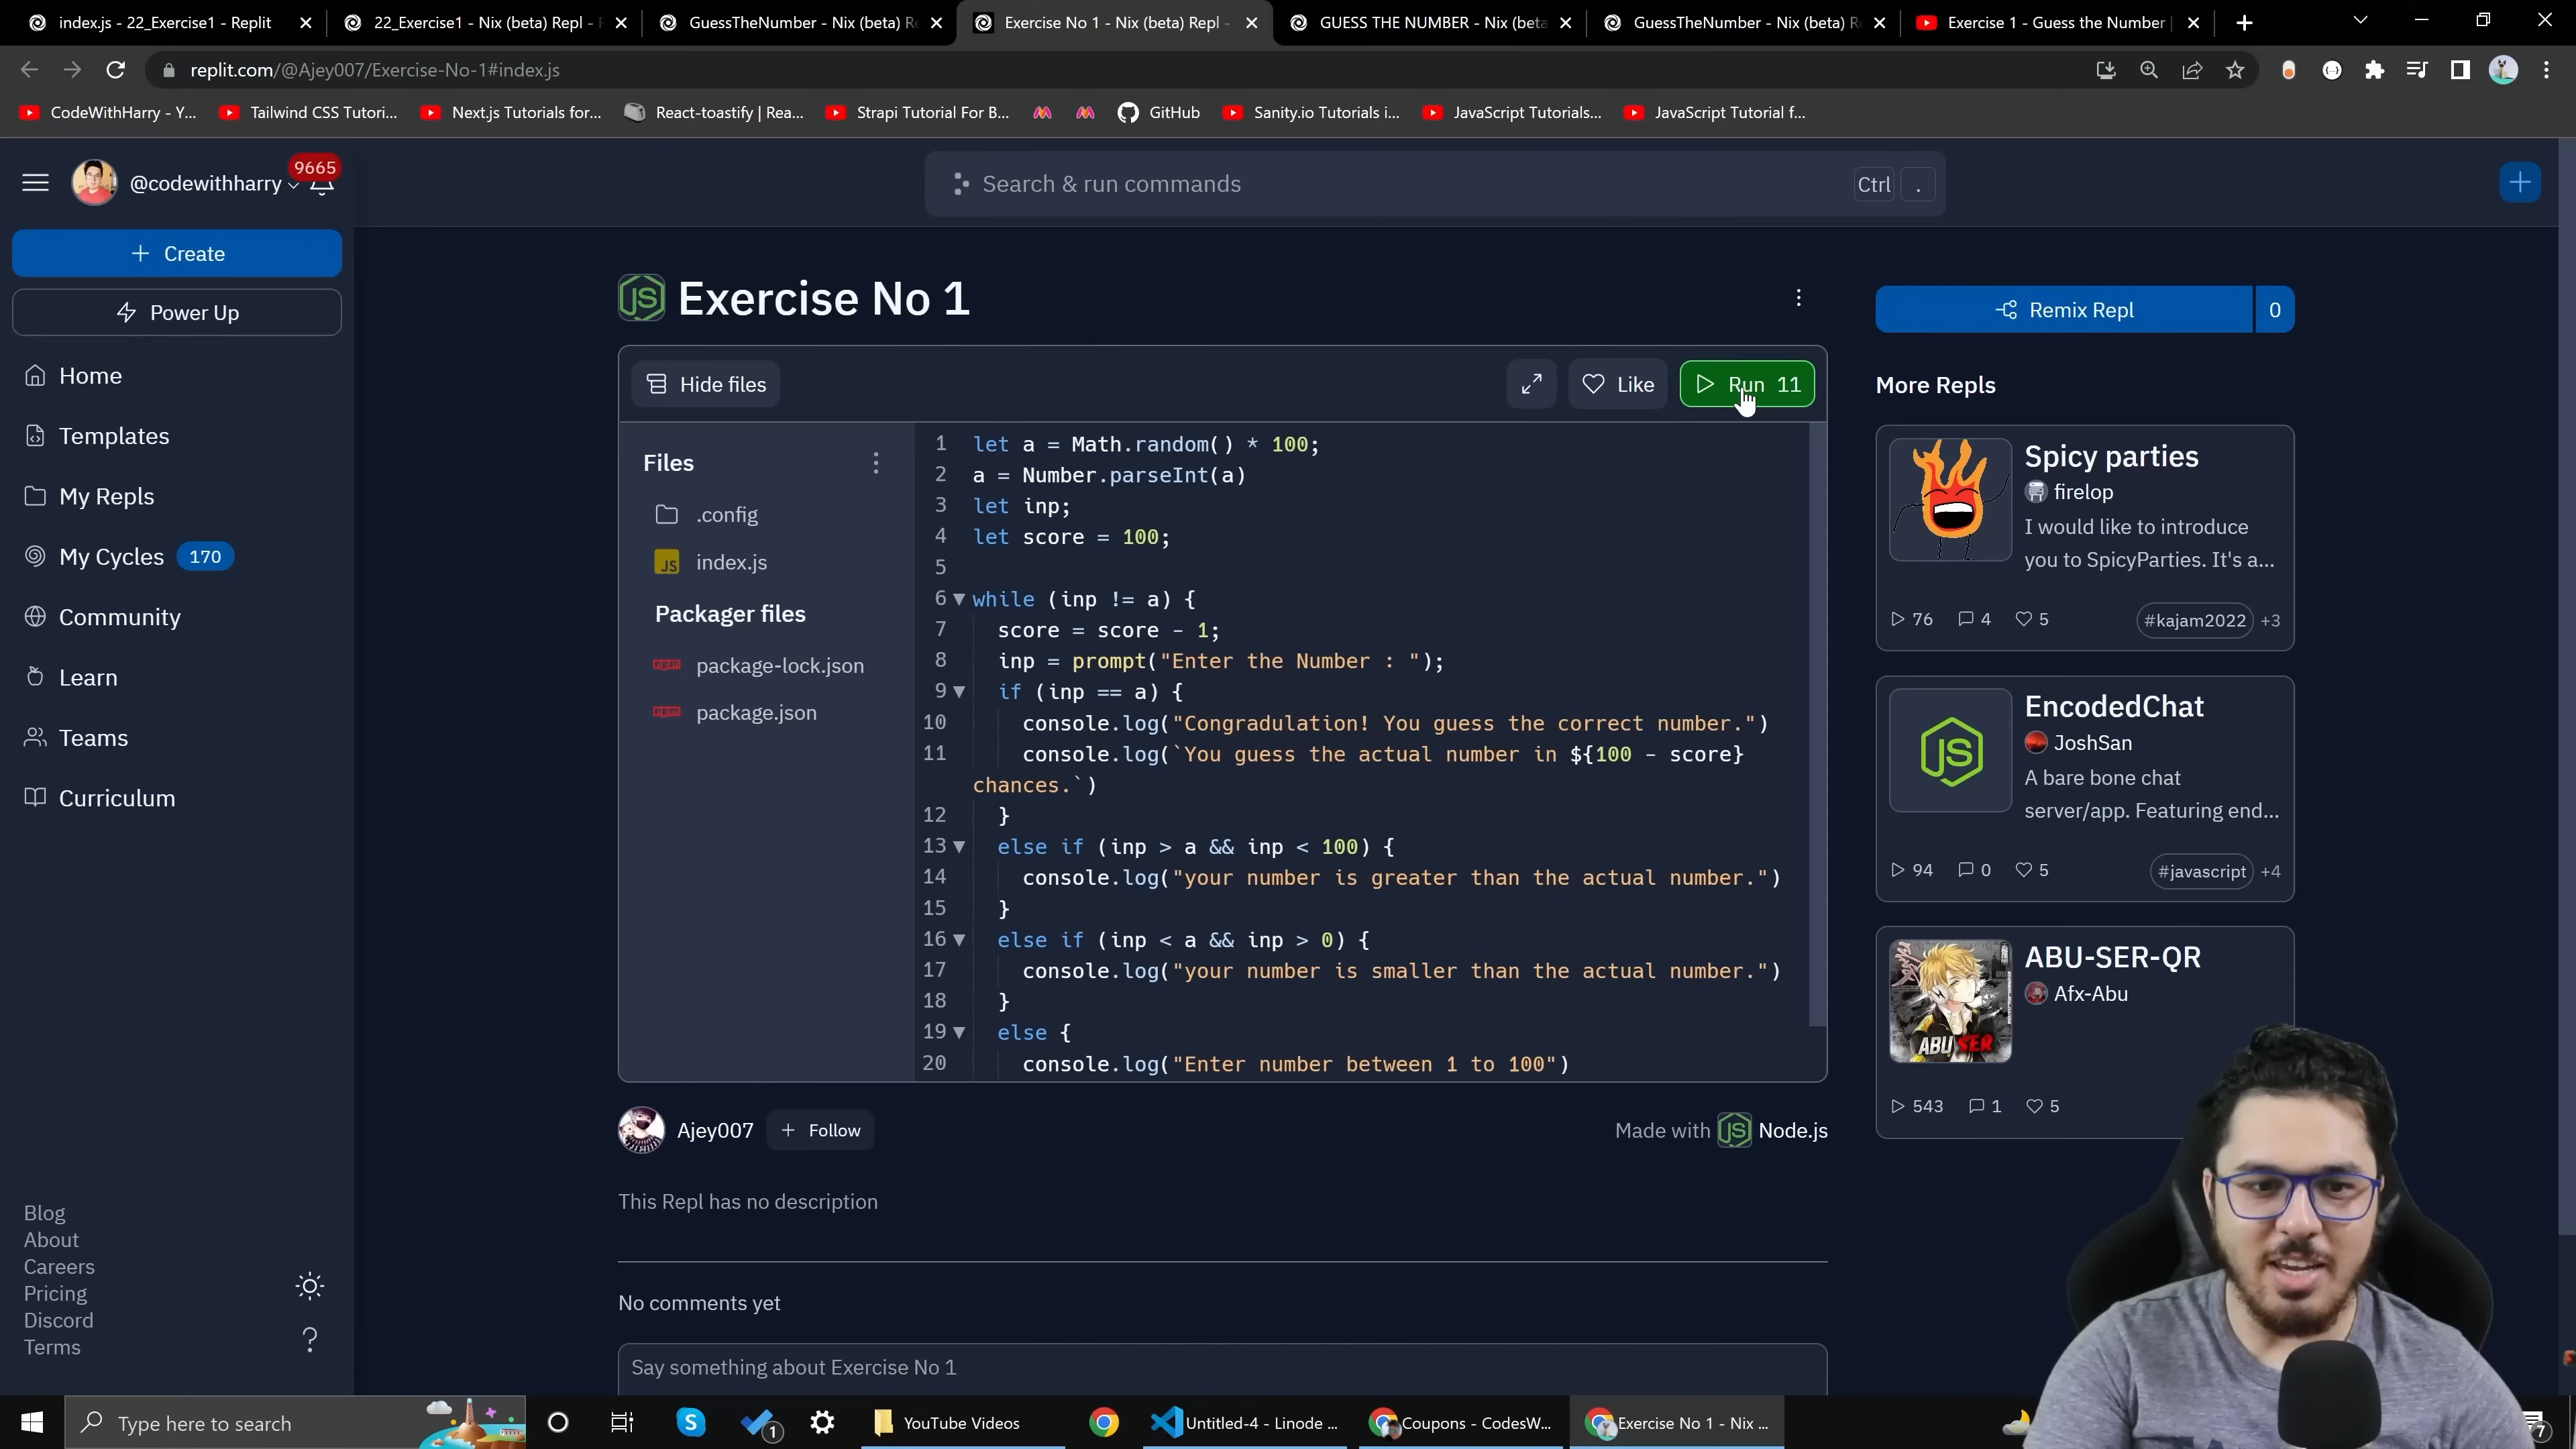 index.js - 22_Exercise1 - Replit
22_Exercise1 - Nix (beta) Repl -
GuessTheNumber - Nix (beta) Re
Exercise No 1 - Nix (beta) Repl -
GUESS THE NUMBER - Nix (beta
GuessTheNumber - Nix (beta) Re
Exercise 1 - Guess the Number |
replit.com/@Ajey007/Exercise-No-1#index.js
CodeWithHarry - Y...
Tailwind CSS Tutori...
Next.js Tutorials for...
React-toastify | Rea...
Strapi Tutorial For B...
GitHub
Sanity.io Tutorials i...
JavaScript Tutorials...
JavaScript Tutorial f...
@codewithharry
9665
Search & run commands
Ctrl .
+ Create
Power Up
Home
Templates
My Repls
My Cycles 170
Community
Learn
Teams
Curriculum
Blog
About
Careers
Pricing
Discord
Terms
JS Exercise No 1
Hide files
Like
Run 11
Files
.config
JS index.js
Packager files
npm package-lock.json
npm package.json
1 let a = Math.random() * 100;
2 a = Number.parseInt(a)
3 let inp;
4 let score = 100;
5
6 while (inp != a) {
7 score = score - 1;
8 inp = prompt("Enter the Number : ");
9 if (inp == a) {
10 console.log("Congradulation! You guess the correct number.")
11 console.log(`You guess the actual number in ${100 - score}
chances.`)
12 }
13 else if (inp > a && inp < 100) {
14 console.log("your number is greater than the actual number.")
15 }
16 else if (inp < a && inp > 0) {
17 console.log("your number is smaller than the actual number.")
18 }
19 else {
20 console.log("Enter number between 1 to 100")
Ajey007
+ Follow
Made with JS Node.js
This Repl has no description
No comments yet
Say something about Exercise No 1
Remix Repl 0
More Repls
Spicy parties
firelop
I would like to introduce
you to SpicyParties. It's a...
76 4 5 #kajam2022 +3
JS
EncodedChat
JoshSan
A bare bone chat
server/app. Featuring end...
94 0 5 #javascript +4
ABU SER
ABU-SER-QR
Afx-Abu
543 1 5
Type here to search
1
YouTube Videos
Untitled-4 - Linode ...
Coupons - CodesW...
Exercise No 1 - Nix ...
7